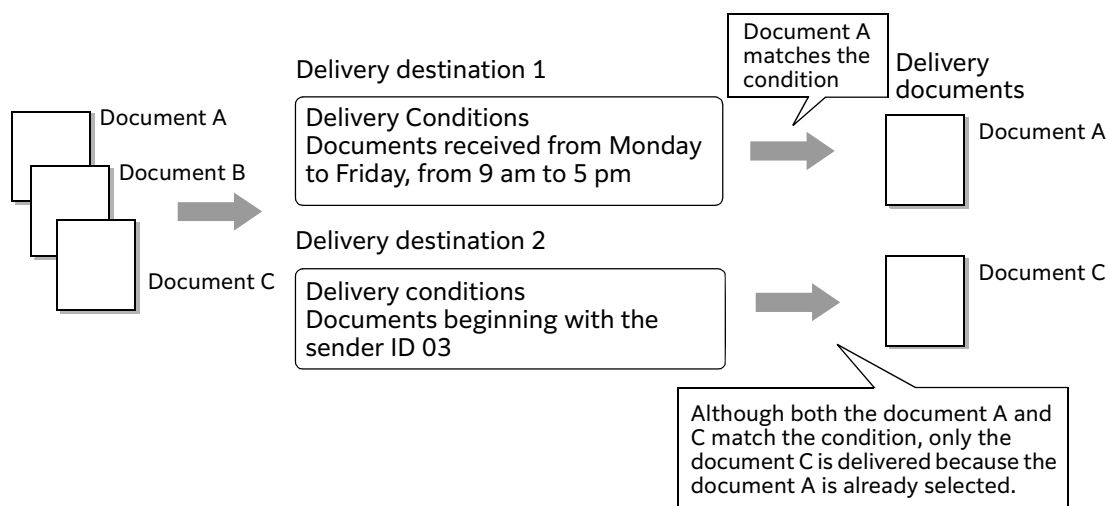 Document A
Document B
Document C
Delivery destination 1
Delivery Conditions
Documents received from Monday
to Friday, from 9 am to 5 pm
Delivery destination 2
Delivery conditions
Documents beginning with the
sender ID 03
Document A
matches the
condition
Delivery
documents
Document A
Document C
Although both the document A and
C match the condition, only the
document C is delivered because the
document A is already selected.